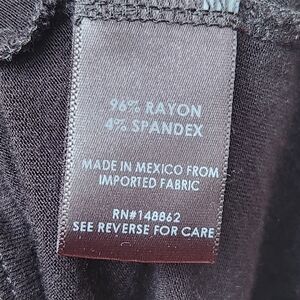 96% RAYON
4% SPANDEX
MADE IN MEXICO FROM
IMPORTED FABRIC
RN#148862
SEE REVERSE FOR CARE